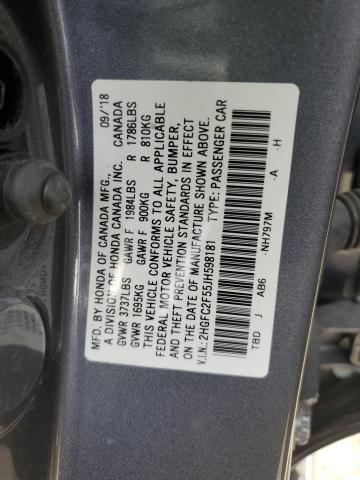 MFD. BY HONDA OF CANADA MFG., 09/'18
A DIVISION OF HONDA CANADA INC. CANADA
GVWR 3737LBS GAWR F 1984LBS R 1786LBS
GVWR 1695KG GAWR F 900KG R 810KG
THIS VEHICLE CONFORMS TO ALL APPLICABLE
FEDERAL MOTOR VEHICLE SAFETY, BUMPER,
AND THEFT PREVENTION STANDARDS IN EFFECT
ON THE DATE OF MANUFACTURE SHOWN ABOVE.
V.I.N.: 2HGFC2F55JH598181 TYPE: PASSENGER CAR
TBD J AB6 -NH797M -A -H